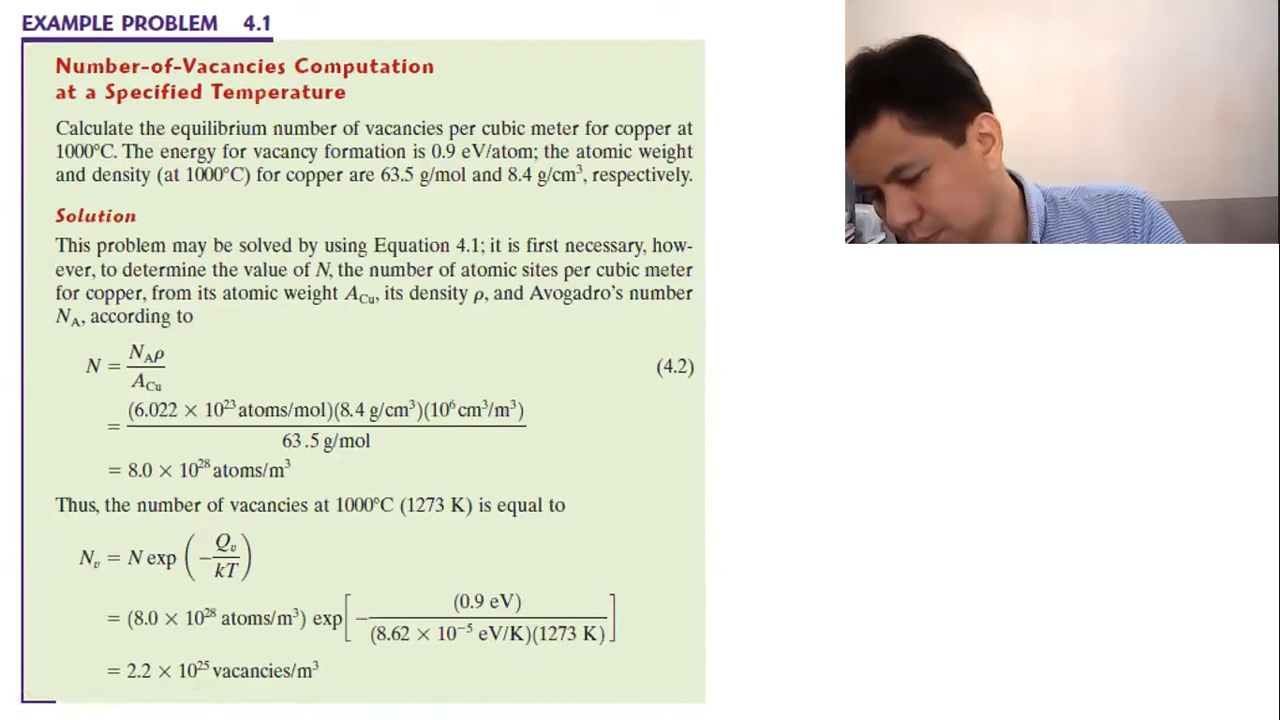 EXAMPLE PROBLEM 4.1
Number-of-Vacancies Computation
at a Specified Temperature
Calculate the equilibrium number of vacancies per cubic meter for copper at
1000°C. The energy for vacancy formation is 0.9 eV/atom; the atomic weight
and density (at 1000°C) for copper are 63.5 g/mol and 8.4 g/cm³, respectively.
Solution
This problem may be solved by using Equation 4.1; it is first necessary, how-
ever, to determine the value of N, the number of atomic sites per cubic meter
for copper, from its atomic weight A_Cu, its density ρ, and Avogadro's number
N_A, according to
N = N_Aρ / A_Cu (4.2)
= (6.022 × 10²³ atoms/mol)(8.4 g/cm³)(10⁶ cm³/m³) / 63.5 g/mol
= 8.0 × 10²⁸ atoms/m³
Thus, the number of vacancies at 1000°C (1273 K) is equal to
N_v = N exp (−Q_v / kT)
= (8.0 × 10²⁸ atoms/m³) exp[−(0.9 eV) / (8.62 × 10⁻⁵ eV/K)(1273 K)]
= 2.2 × 10²⁵ vacancies/m³